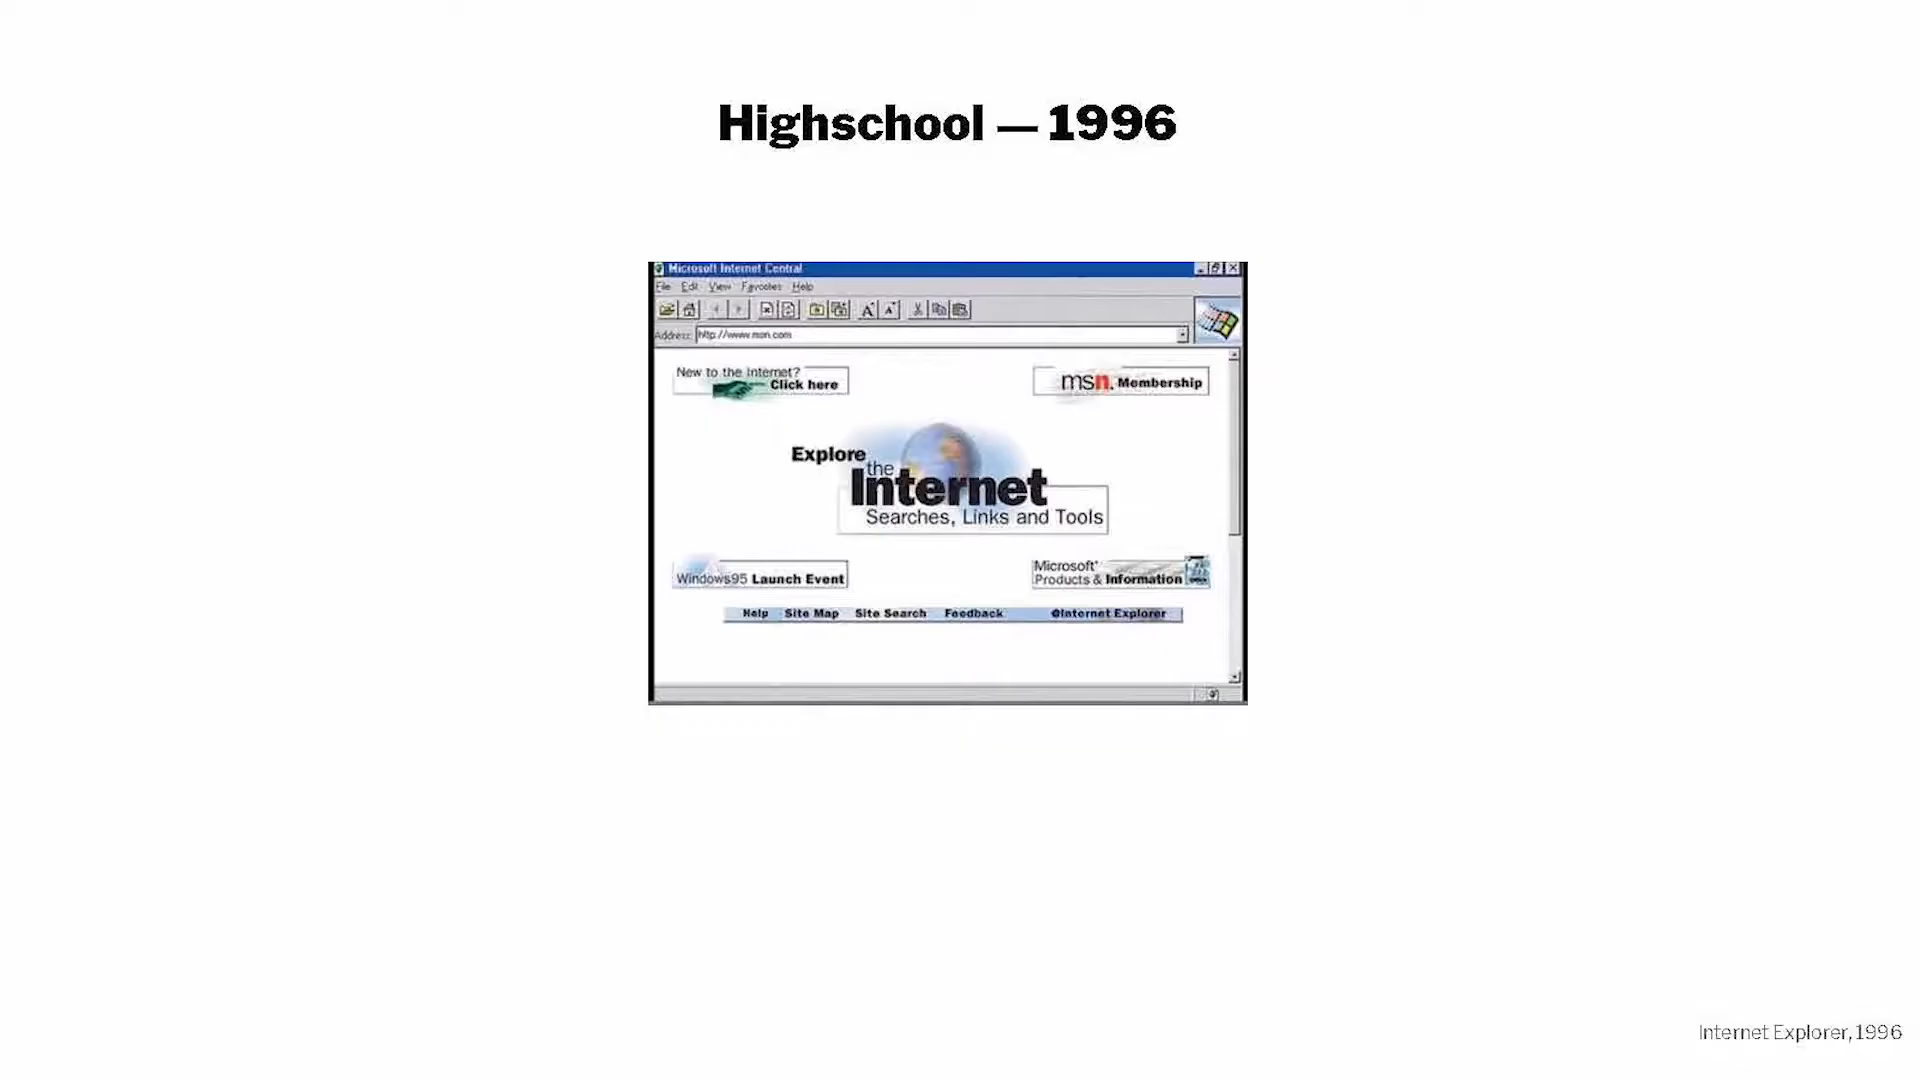 Highschool — 1996
Microsoft Internet Central
File Edit View Favorites Help
Address: http://www.msn.com
New to the Internet?
Click here
msn. Membership
Explore
the
Internet
Searches, Links and Tools
Windows95 Launch Event
Microsoft®
Products & Information
Help Site Map Site Search Feedback @Internet Explorer
Internet Explorer, 1996